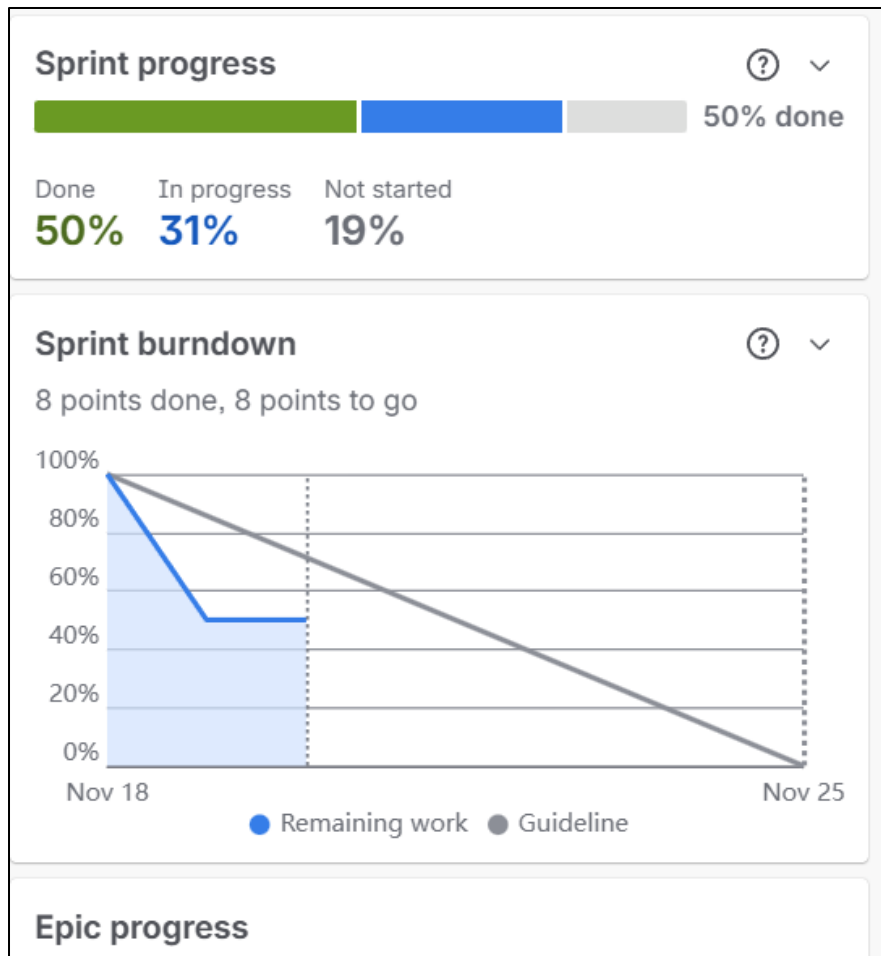 Sprint progress
50% done
Done In progress Not started
50% 31% 19%
Sprint burndown
8 points done, 8 points to go
100%
80%
60%
40%
20%
0%
Nov 18 Nov 25
Remaining work Guideline
Epic progress